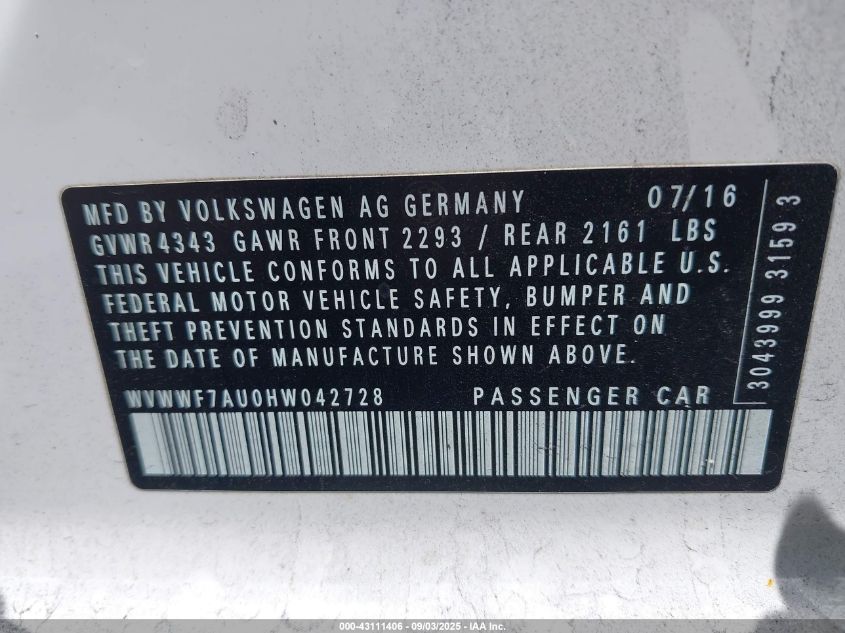 MFD BY VOLKSWAGEN AG GERMANY 07/16
GVWR4343 GAWR FRONT 2293 / REAR 2161 LBS
THIS VEHICLE CONFORMS TO ALL APPLICABLE U.S.
FEDERAL MOTOR VEHICLE SAFETY, BUMPER AND
THEFT PREVENTION STANDARDS IN EFFECT ON
THE DATE OF MANUFACTURE SHOWN ABOVE.
WVWWF7AU0HW042728 PASSENGER CAR
3043999 3159 3
000-43111406 - 09/03/2025 - IAA Inc.